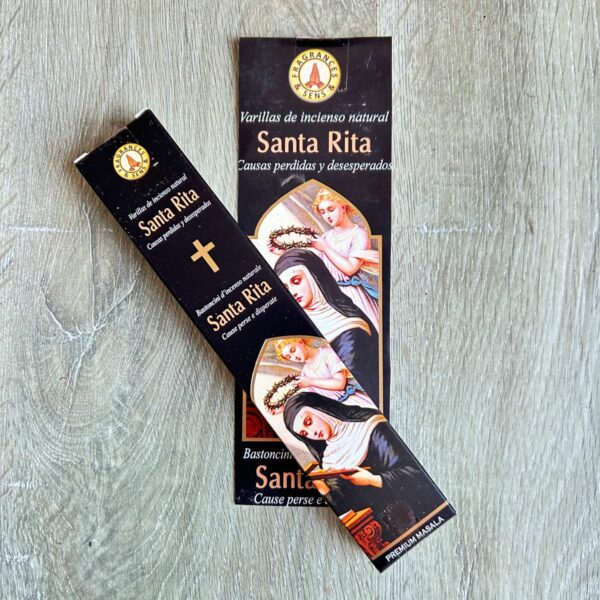 FRAGRANCES
& SENS &
Varillas de incienso natural
Santa Rita
Causas perdidas y desesperados
Bastoncini
Santa
Cause perse e
FRAGRANCES &
& SENS
Varillas de incienso natural
Santa Rita
Causas perdidas y desesperados
Bastoncini d'incenso naturale
Santa Rita
Cause perse e disperate
PREMIUM MASALA